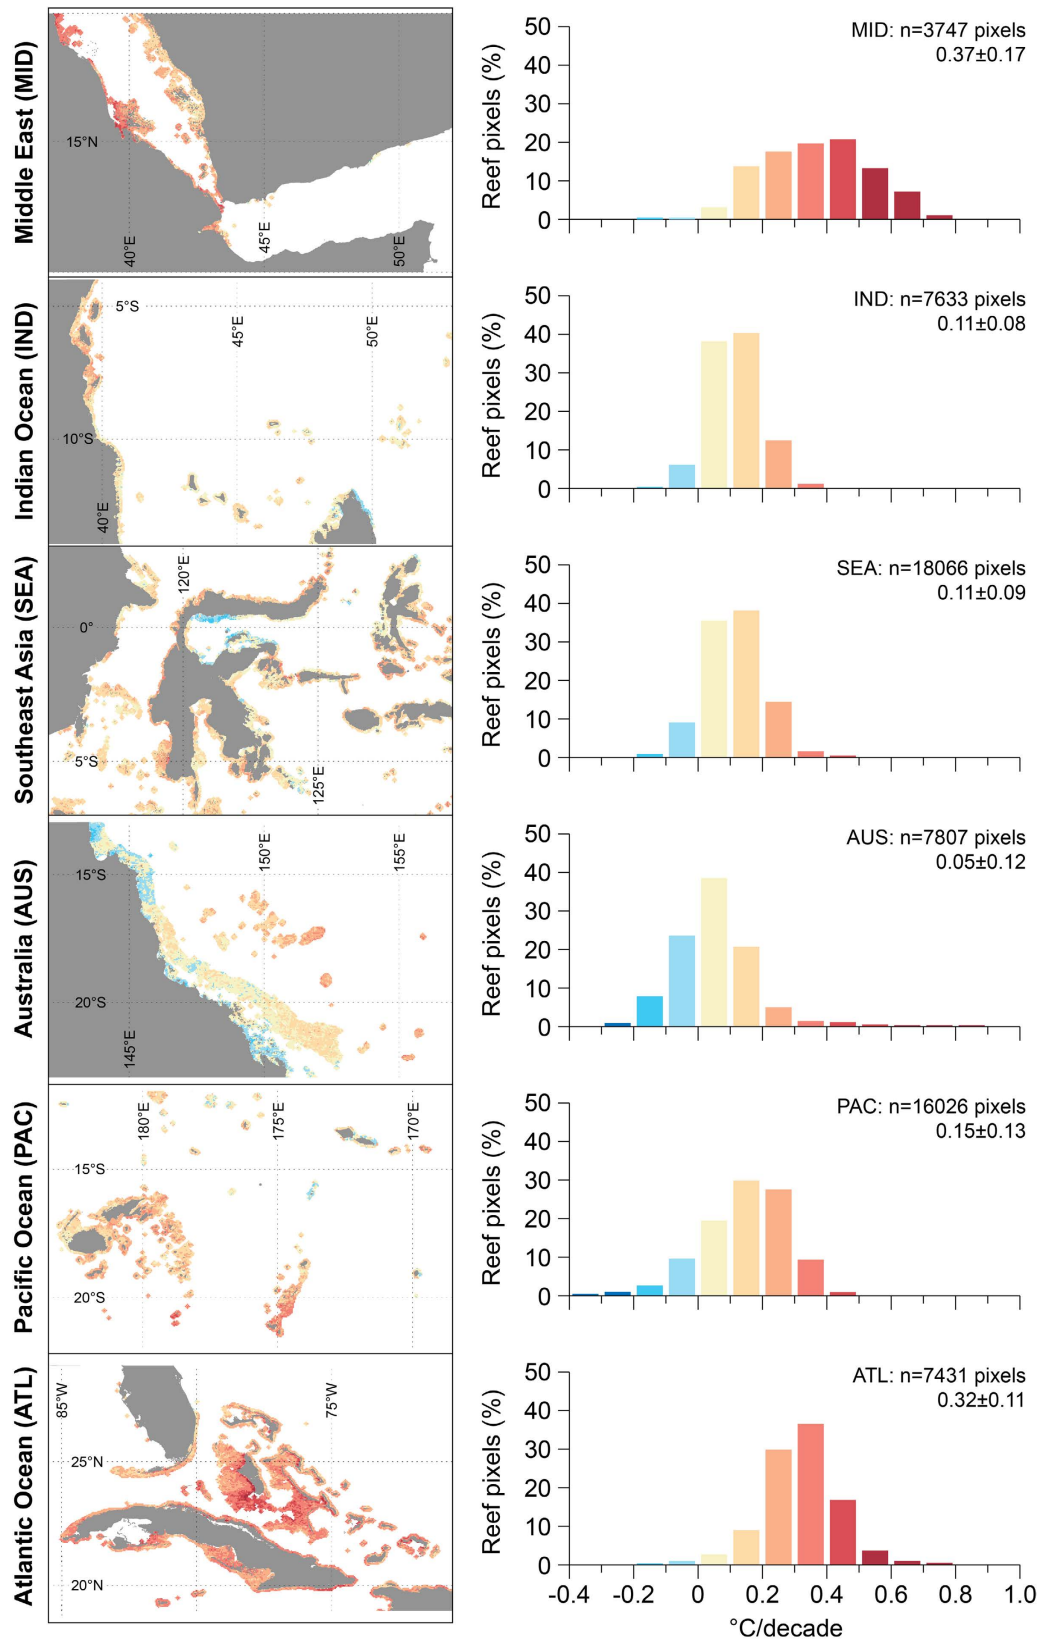 Middle East (MID)
15°N
40°E
45°E
50°E
Reef pixels (%)
50
40
30
20
10
0
MID: n=3747 pixels
0.37±0.17
Indian Ocean (IND)
5°S
45°E
50°E
10°S
40°E
Reef pixels (%)
50
40
30
20
10
0
IND: n=7633 pixels
0.11±0.08
Southeast Asia (SEA)
120°E
0°
5°S
125°E
Reef pixels (%)
50
40
30
20
10
0
SEA: n=18066 pixels
0.11±0.09
Australia (AUS)
15°S
150°E
155°E
20°S
145°E
Reef pixels (%)
50
40
30
20
10
0
AUS: n=7807 pixels
0.05±0.12
Pacific Ocean (PAC)
180°E
175°E
170°E
15°S
20°S
Reef pixels (%)
50
40
30
20
10
0
PAC: n=16026 pixels
0.15±0.13
Atlantic Ocean (ATL)
85°W
75°W
25°N
20°N
Reef pixels (%)
50
40
30
20
10
0
ATL: n=7431 pixels
0.32±0.11
-0.4 -0.2 0 0.2 0.4 0.6 0.8 1.0
°C/decade